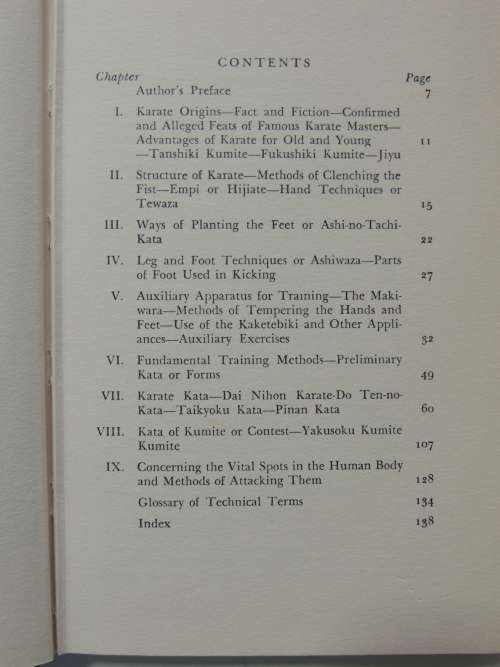 CONTENTS
Chapter Page
Author's Preface 7
I. Karate Origins—Fact and Fiction—Confirmed
and Alleged Feats of Famous Karate Masters—
Advantages of Karate for Old and Young 11
—Tanshiki Kumite—Fukushiki Kumite—Jiyu
II. Structure of Karate—Methods of Clenching the
Fist—Empi or Hijiate—Hand Techniques or
Tewaza 15
III. Ways of Planting the Feet or Ashi-no-Tachi-
Kata 22
IV. Leg and Foot Techniques or Ashiwaza—Parts
of Foot Used in Kicking 27
V. Auxiliary Apparatus for Training—The Maki-
wara—Methods of Tempering the Hands and
Feet—Use of the Kaketebiki and Other Appli-
ances—Auxiliary Exercises 32
VI. Fundamental Training Methods—Preliminary
Kata or Forms 49
VII. Karate Kata—Dai Nihon Karate-Do Ten-no-
Kata—Taikyoku Kata—Pinan Kata 60
VIII. Kata of Kumite or Contest—Yakusoku Kumite
Kumite 107
IX. Concerning the Vital Spots in the Human Body
and Methods of Attacking Them 128
Glossary of Technical Terms 134
Index 138